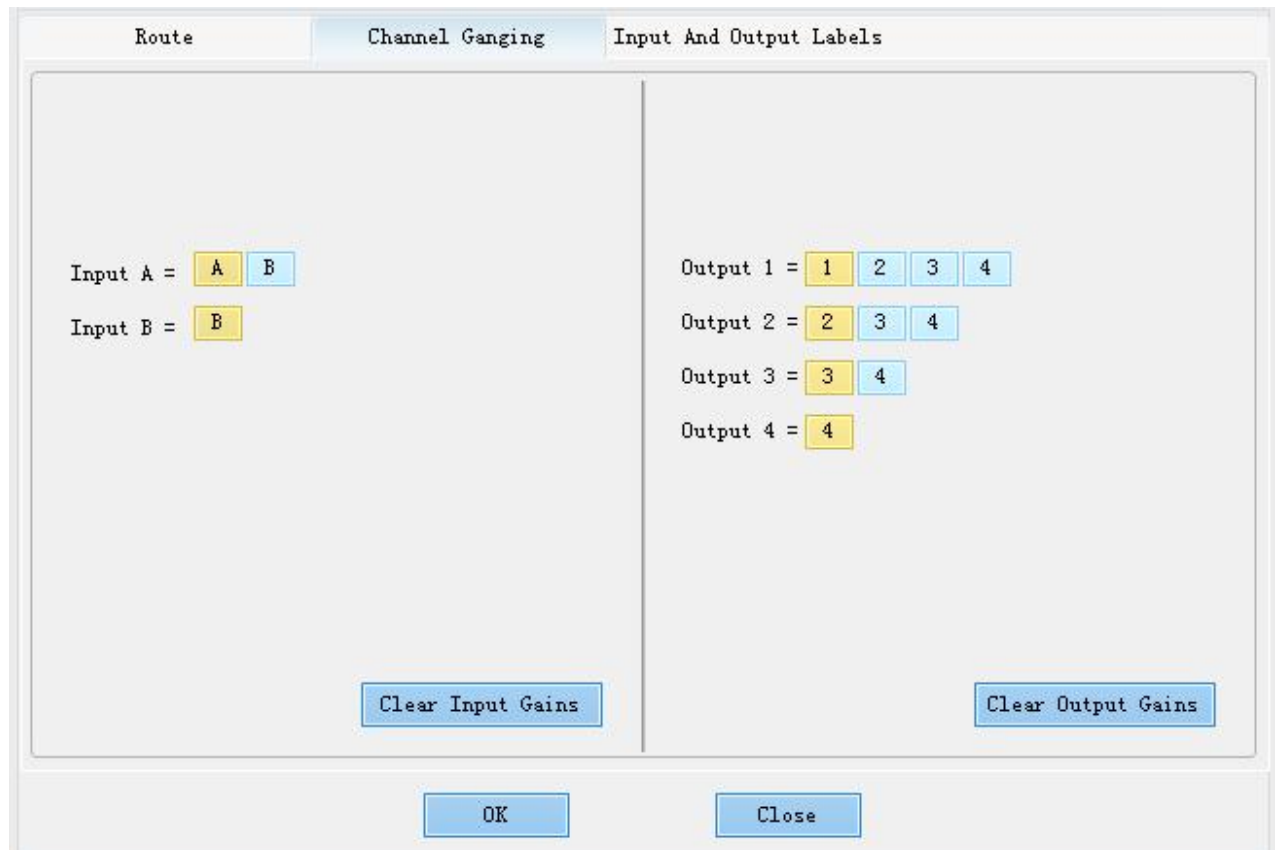 Route Channel Ganging Input And Output Labels
Input A = A B
Input B = B
Output 1 = 1 2 3 4
Output 2 = 2 3 4
Output 3 = 3 4
Output 4 = 4
Clear Input Gains
Clear Output Gains
OK Close